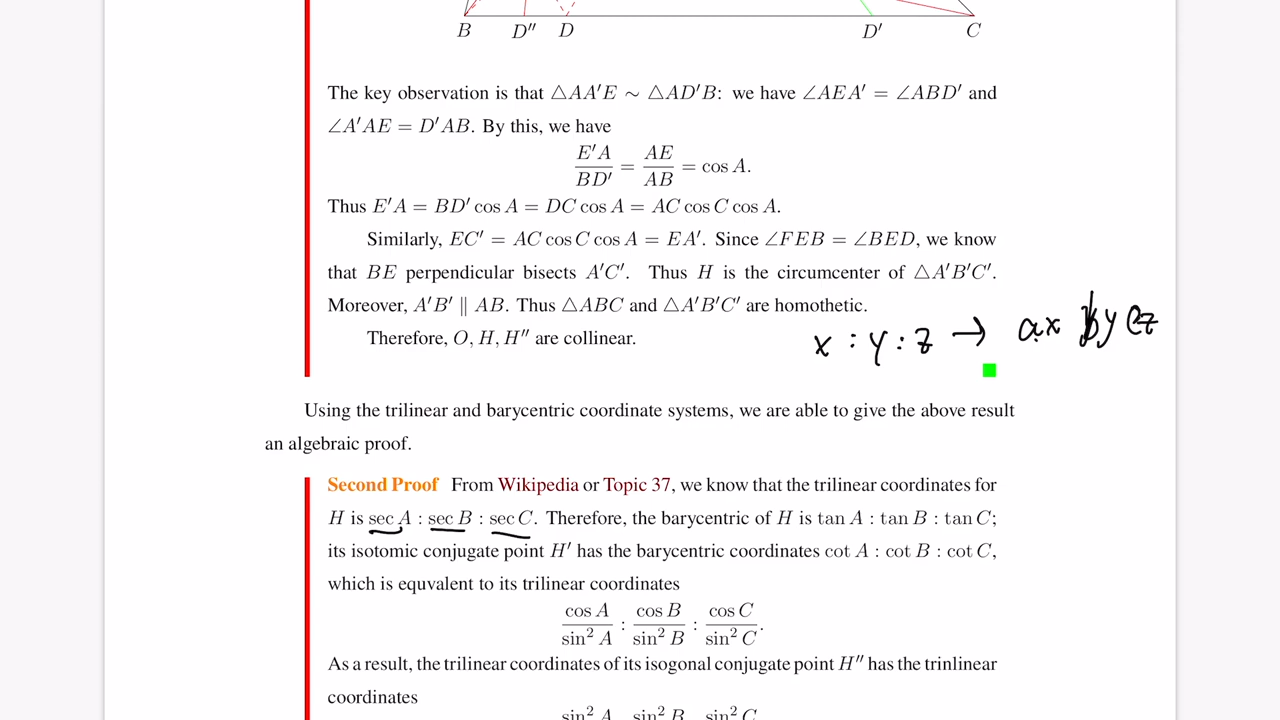 B D″ D D′ C
The key observation is that △AA′E ∼ △AD′B: we have ∠AEA′ = ∠ABD′ and
∠A′AE = D′AB. By this, we have
E′A / BD′ = AE / AB = cos A.
Thus E′A = BD′ cos A = DC cos A = AC cos C cos A.
Similarly, EC′ = AC cos C cos A = EA′. Since ∠FEB = ∠BED, we know
that BE perpendicular bisects A′C′. Thus H is the circumcenter of △A′B′C′.
Moreover, A′B′ ∥ AB. Thus △ABC and △A′B′C′ are homothetic.
Therefore, O, H, H″ are collinear.
x : y : z → ax by cz
Using the trilinear and barycentric coordinate systems, we are able to give the above result
an algebraic proof.
Second Proof From Wikipedia or Topic 37, we know that the trilinear coordinates for
H is sec A : sec B : sec C. Therefore, the barycentric of H is tan A : tan B : tan C;
its isotomic conjugate point H′ has the barycentric coordinates cot A : cot B : cot C,
which is equvalent to its trilinear coordinates
cos A / sin² A : cos B / sin² B : cos C / sin² C.
As a result, the trilinear coordinates of its isogonal conjugate point H″ has the trinlinear
coordinates
sin² A sin² B sin² C